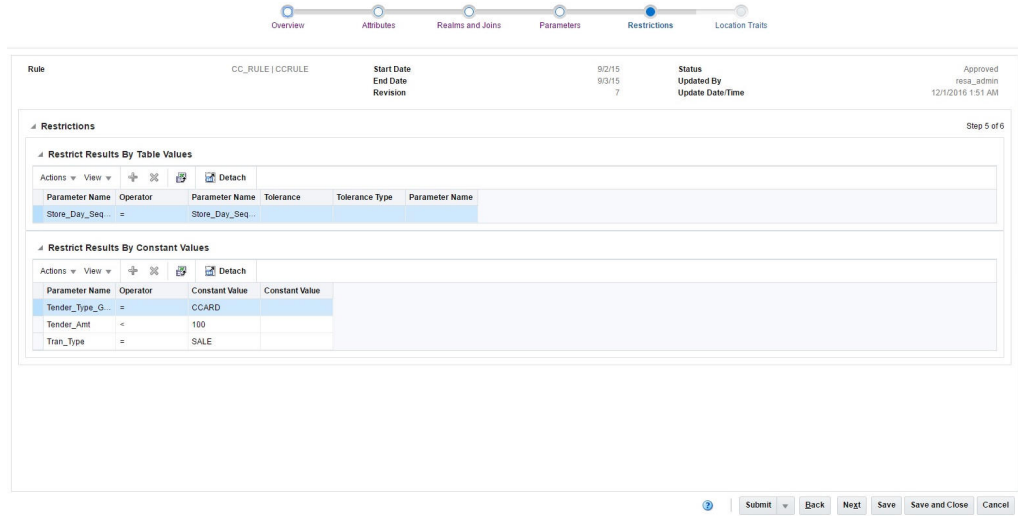 Overview Attributes Realms and Joins Parameters Restrictions Location Traits
Rule CC_RULE | CCRULE Start Date 9/2/15 Status Approved
End Date 9/3/15 Updated By resa_admin
Revision 7 Update Date/Time 12/1/2016 1:51 AM
Restrictions Step 5 of 6
Restrict Results By Table Values
Actions View Detach
Parameter Name Operator Parameter Name Tolerance Tolerance Type Parameter Name
Store_Day_Seq... = Store_Day_Seq...
Restrict Results By Constant Values
Actions View Detach
Parameter Name Operator Constant Value Constant Value
Tender_Type_G... = CCARD
Tender_Amt < 100
Tran_Type = SALE
? Submit Back Next Save Save and Close Cancel